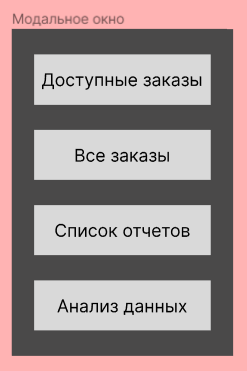 Модальное окно
Доступные заказы
Все заказы
Список отчетов
Анализ данных